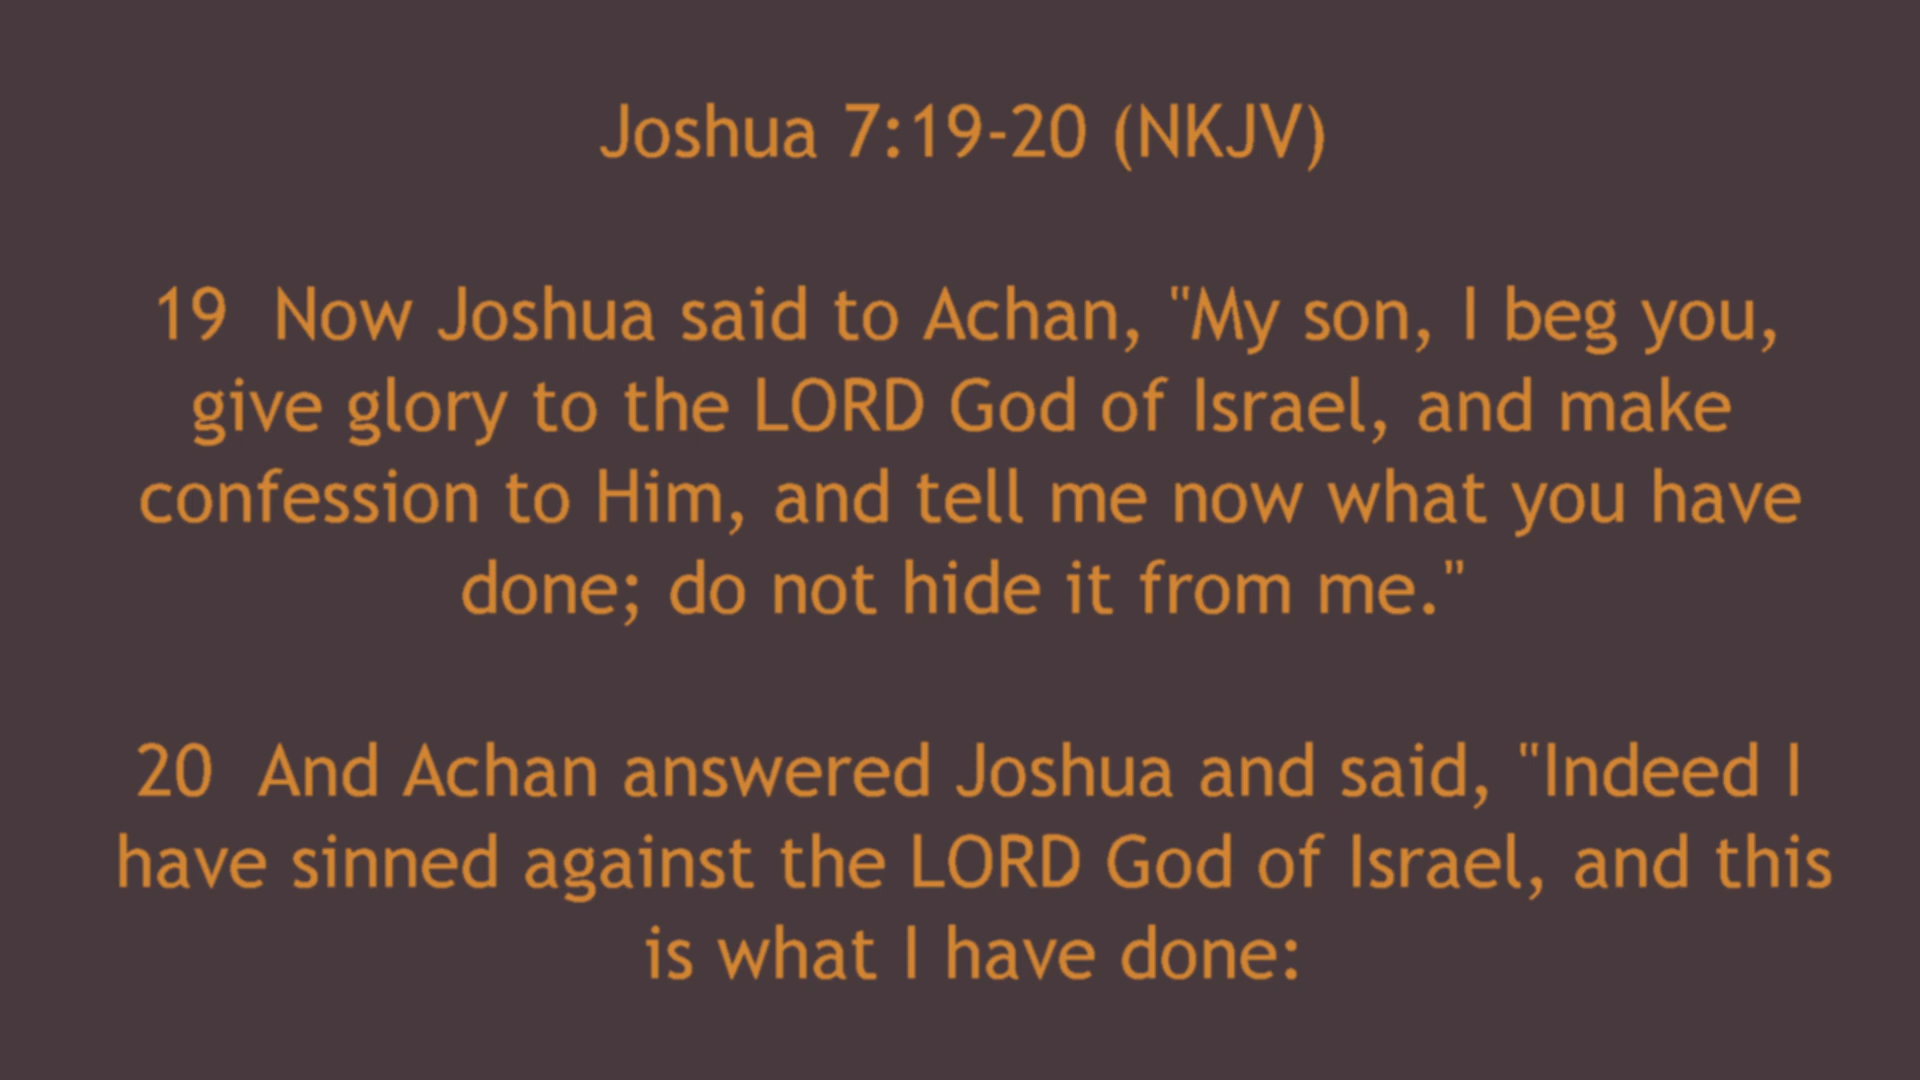 Joshua 7:19-20 (NKJV)
19  Now Joshua said to Achan, "My son, I beg you,
give glory to the LORD God of Israel, and make
confession to Him, and tell me now what you have
done; do not hide it from me."
20  And Achan answered Joshua and said, "Indeed I
have sinned against the LORD God of Israel, and this
is what I have done: